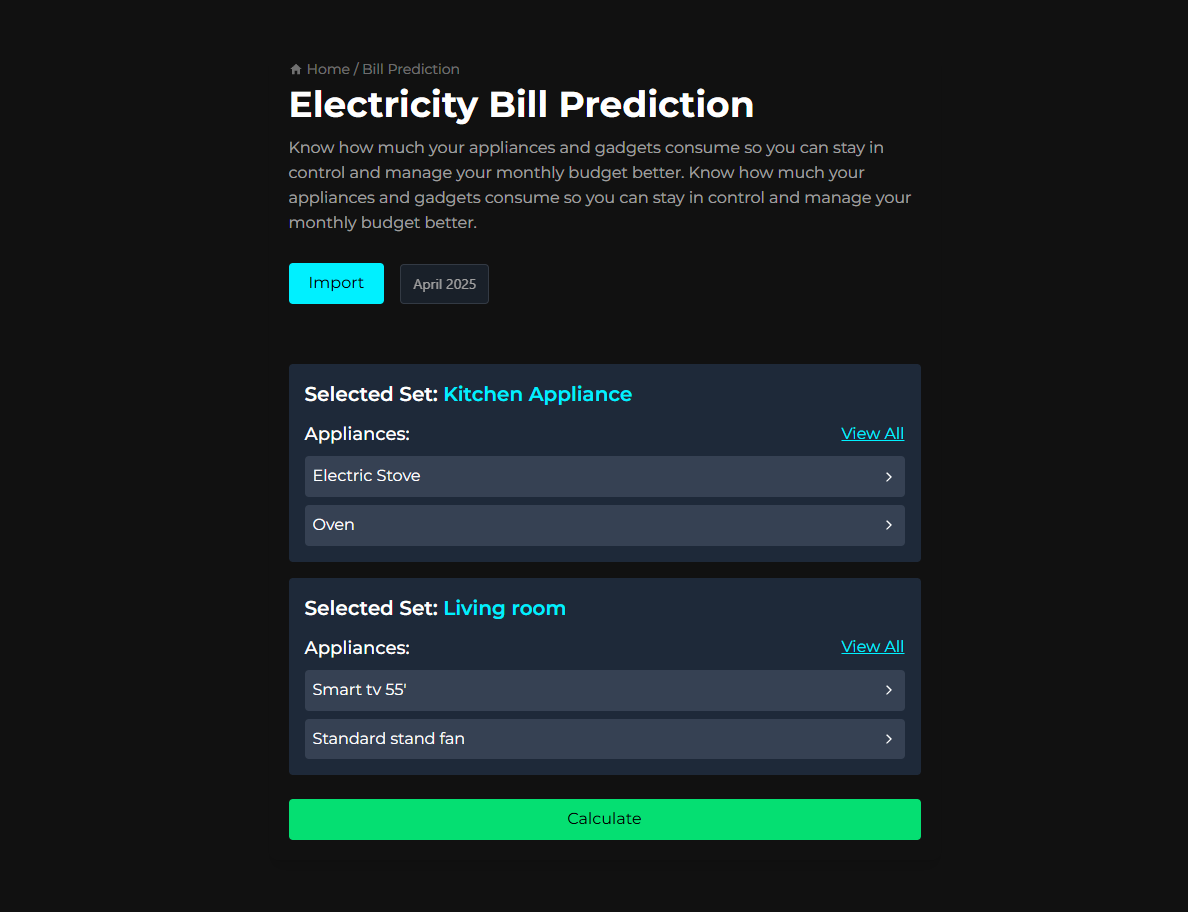 Home / Bill Prediction
Electricity Bill Prediction
Know how much your appliances and gadgets consume so you can stay in
control and manage your monthly budget better. Know how much your
appliances and gadgets consume so you can stay in control and manage your
monthly budget better.
Import
April 2025
Selected Set: Kitchen Appliance
Appliances:
View All
Electric Stove
Oven
Selected Set: Living room
Appliances:
View All
Smart tv 55'
Standard stand fan
Calculate